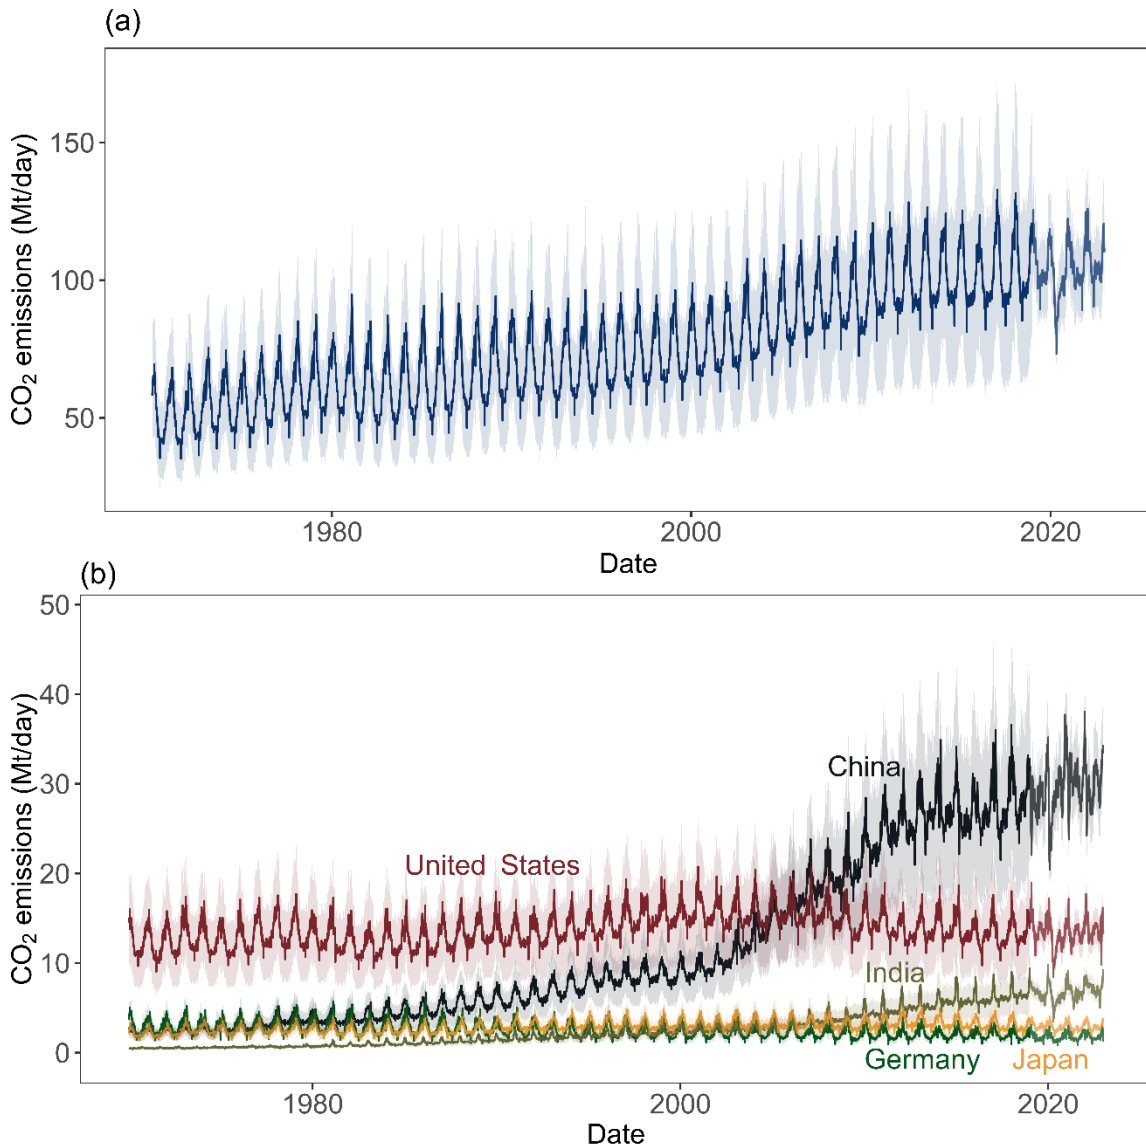 (a)
CO₂ emissions (Mt/day)
150
100
50
1980
2000
2020
Date
(b)
CO₂ emissions (Mt/day)
50
40
30
20
10
0
China
United States
India
Germany
Japan
1980
2000
2020
Date